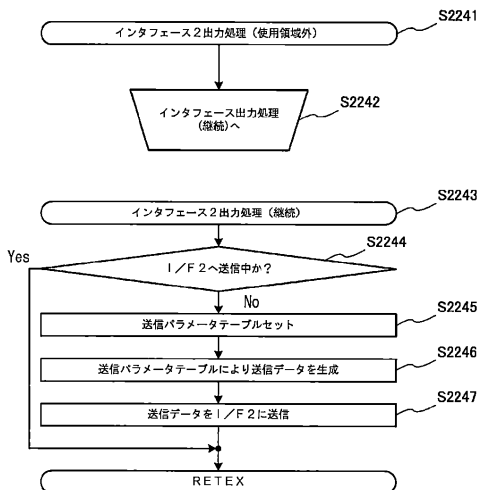 インタフェース2出力処理(使用領域外)
S2241
インタフェース出力処理
(継続)へ
S2242
インタフェース2出力処理(継続)
S2243
I/F2へ送信中か?
S2244
Yes
No
送信パラメータテーブルセット
S2245
送信パラメータテーブルにより送信データを生成
S2246
送信データをI/F2に送信
S2247
RETEX